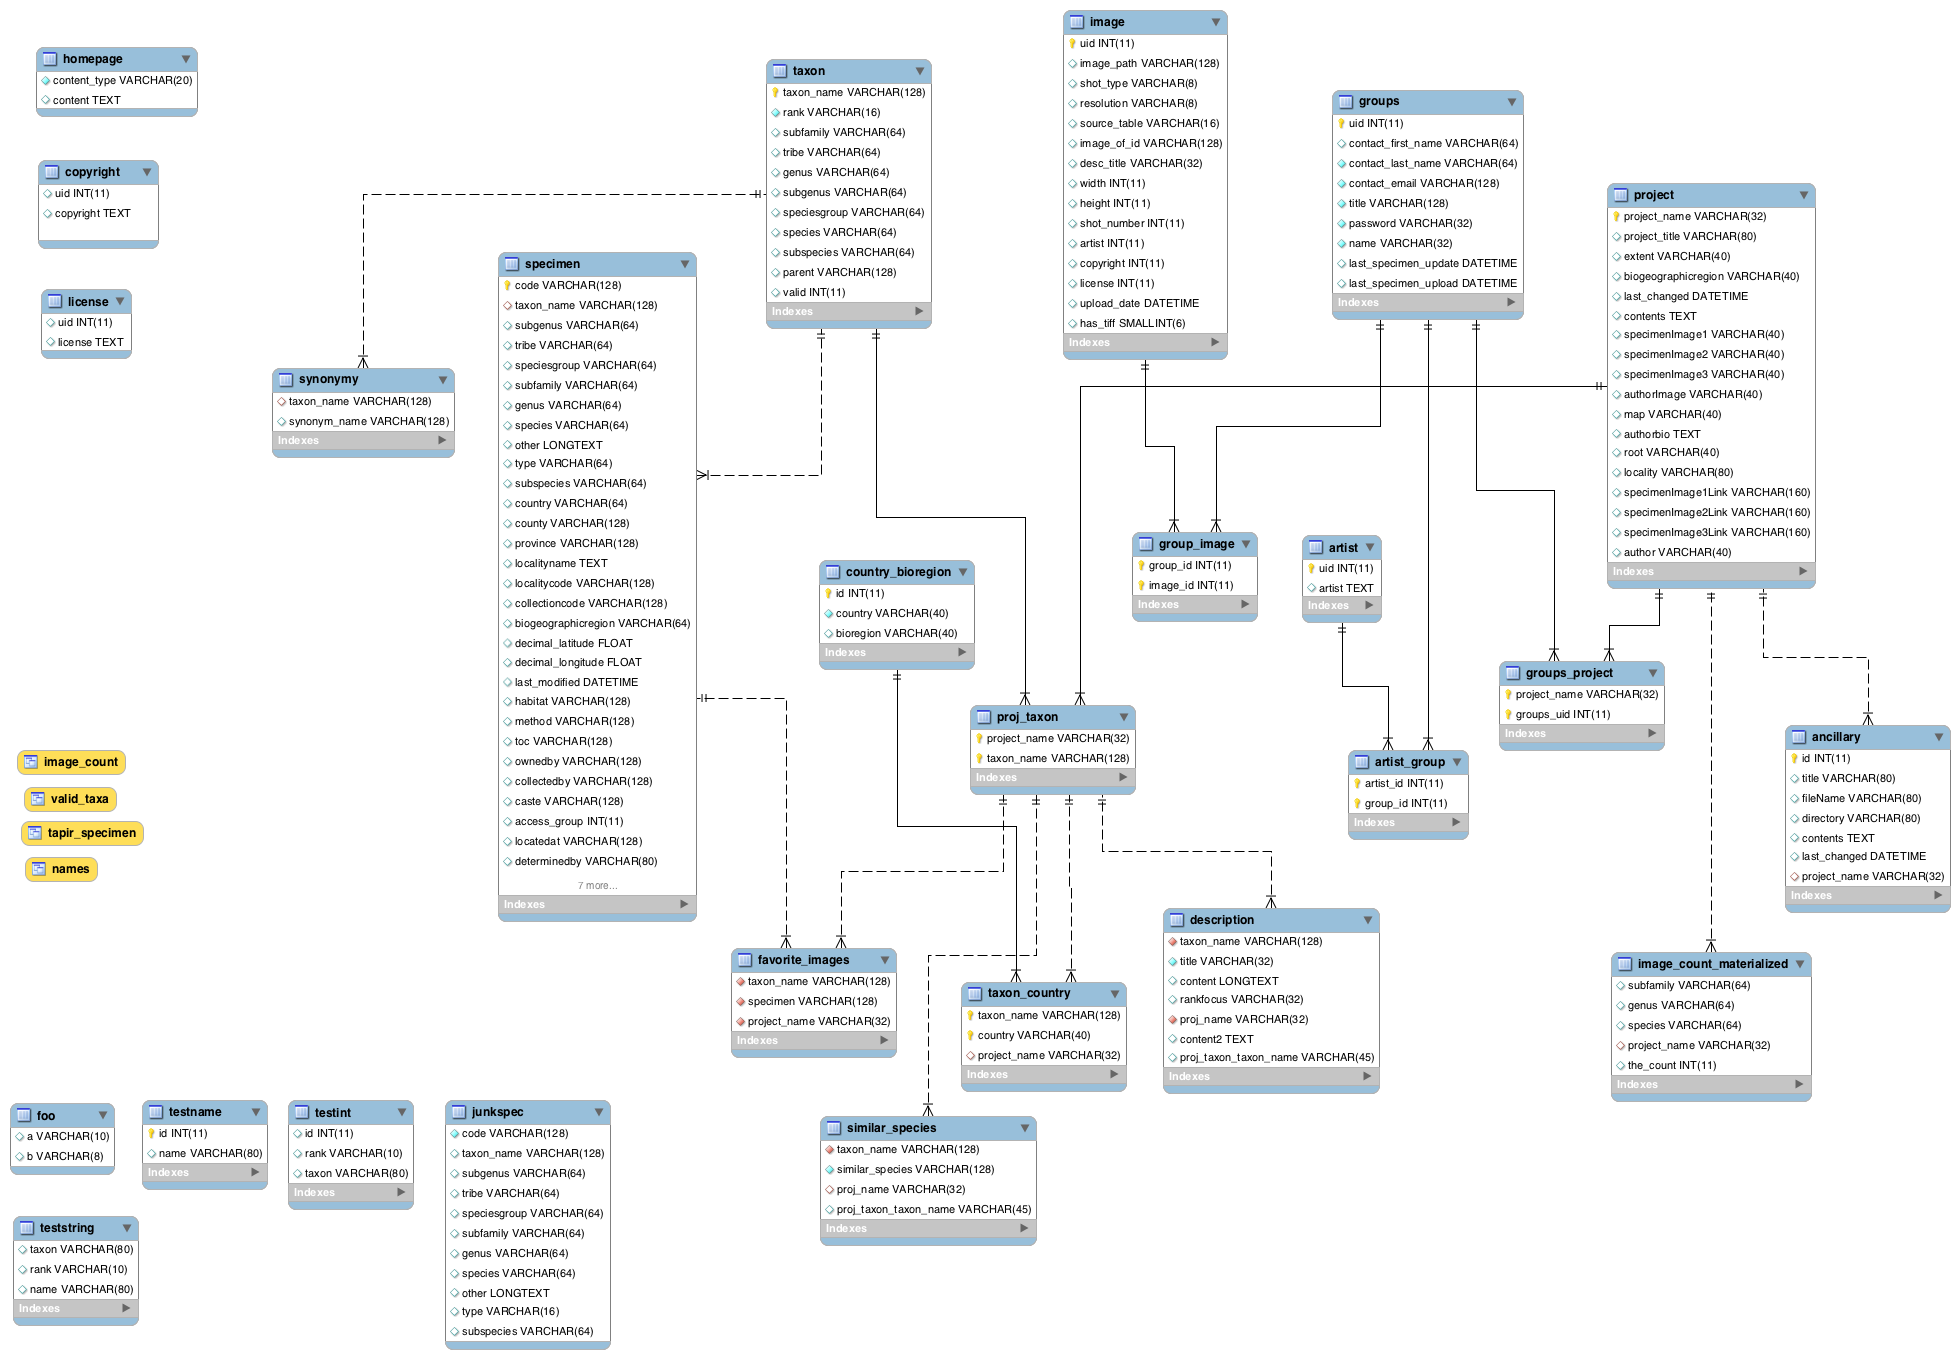 homepage
content_type VARCHAR(20)
content TEXT
copyright
uid INT(11)
copyright TEXT
license
uid INT(11)
license TEXT
synonymy
taxon_name VARCHAR(128)
synonym_name VARCHAR(128)
Indexes
specimen
code VARCHAR(128)
taxon_name VARCHAR(128)
subgenus VARCHAR(64)
tribe VARCHAR(64)
speciesgroup VARCHAR(64)
subfamily VARCHAR(64)
genus VARCHAR(64)
species VARCHAR(64)
other LONGTEXT
type VARCHAR(64)
subspecies VARCHAR(64)
country VARCHAR(64)
county VARCHAR(128)
province VARCHAR(128)
localityname TEXT
localitycode VARCHAR(128)
collectioncode VARCHAR(128)
biogeographicregion VARCHAR(64)
decimal_latitude FLOAT
decimal_longitude FLOAT
last_modified DATETIME
habitat VARCHAR(128)
method VARCHAR(128)
toc VARCHAR(128)
ownedby VARCHAR(128)
collectedby VARCHAR(128)
caste VARCHAR(128)
access_group INT(11)
locatedat VARCHAR(128)
determinedby VARCHAR(80)
7 more...
Indexes
taxon
taxon_name VARCHAR(128)
rank VARCHAR(16)
subfamily VARCHAR(64)
tribe VARCHAR(64)
genus VARCHAR(64)
subgenus VARCHAR(64)
speciesgroup VARCHAR(64)
species VARCHAR(64)
subspecies VARCHAR(64)
parent VARCHAR(128)
valid INT(11)
Indexes
image
uid INT(11)
image_path VARCHAR(128)
shot_type VARCHAR(8)
resolution VARCHAR(8)
source_table VARCHAR(16)
image_of_id VARCHAR(128)
desc_title VARCHAR(32)
width INT(11)
height INT(11)
shot_number INT(11)
artist INT(11)
copyright INT(11)
license INT(11)
upload_date DATETIME
has_tiff SMALLINT(6)
Indexes
groups
uid INT(11)
contact_first_name VARCHAR(64)
contact_last_name VARCHAR(64)
contact_email VARCHAR(128)
title VARCHAR(128)
password VARCHAR(32)
name VARCHAR(32)
last_specimen_update DATETIME
last_specimen_upload DATETIME
Indexes
project
project_name VARCHAR(32)
project_title VARCHAR(80)
extent VARCHAR(40)
biogeographicregion VARCHAR(40)
last_changed DATETIME
contents TEXT
specimenImage1 VARCHAR(40)
specimenImage2 VARCHAR(40)
specimenImage3 VARCHAR(40)
authorImage VARCHAR(40)
map VARCHAR(40)
authorbio TEXT
root VARCHAR(40)
locality VARCHAR(80)
specimenImage1Link VARCHAR(160)
specimenImage2Link VARCHAR(160)
specimenImage3Link VARCHAR(160)
author VARCHAR(40)
Indexes
group_image
group_id INT(11)
image_id INT(11)
Indexes
artist
uid INT(11)
artist TEXT
Indexes
country_bioregion
id INT(11)
country VARCHAR(40)
bioregion VARCHAR(40)
Indexes
proj_taxon
project_name VARCHAR(32)
taxon_name VARCHAR(128)
Indexes
groups_project
project_name VARCHAR(32)
groups_uid INT(11)
Indexes
artist_group
artist_id INT(11)
group_id INT(11)
Indexes
ancillary
id INT(11)
title VARCHAR(80)
fileName VARCHAR(80)
directory VARCHAR(80)
contents TEXT
last_changed DATETIME
project_name VARCHAR(32)
Indexes
image_count
valid_taxa
tapir_specimen
names
favorite_images
taxon_name VARCHAR(128)
specimen VARCHAR(128)
project_name VARCHAR(32)
Indexes
taxon_country
taxon_name VARCHAR(128)
country VARCHAR(40)
project_name VARCHAR(32)
Indexes
description
taxon_name VARCHAR(128)
title VARCHAR(32)
content LONGTEXT
rankfocus VARCHAR(32)
proj_name VARCHAR(32)
content2 TEXT
proj_taxon_taxon_name VARCHAR(45)
Indexes
image_count_materialized
subfamily VARCHAR(64)
genus VARCHAR(64)
species VARCHAR(64)
project_name VARCHAR(32)
the_count INT(11)
Indexes
foo
a VARCHAR(10)
b VARCHAR(8)
testname
id INT(11)
name VARCHAR(80)
Indexes
testint
id INT(11)
rank VARCHAR(10)
taxon VARCHAR(80)
Indexes
junkspec
code VARCHAR(128)
taxon_name VARCHAR(128)
subgenus VARCHAR(64)
tribe VARCHAR(64)
speciesgroup VARCHAR(64)
subfamily VARCHAR(64)
genus VARCHAR(64)
species VARCHAR(64)
other LONGTEXT
type VARCHAR(16)
subspecies VARCHAR(64)
similar_species
taxon_name VARCHAR(128)
similar_species VARCHAR(128)
proj_name VARCHAR(32)
proj_taxon_taxon_name VARCHAR(45)
Indexes
teststring
taxon VARCHAR(80)
rank VARCHAR(10)
name VARCHAR(80)
Indexes